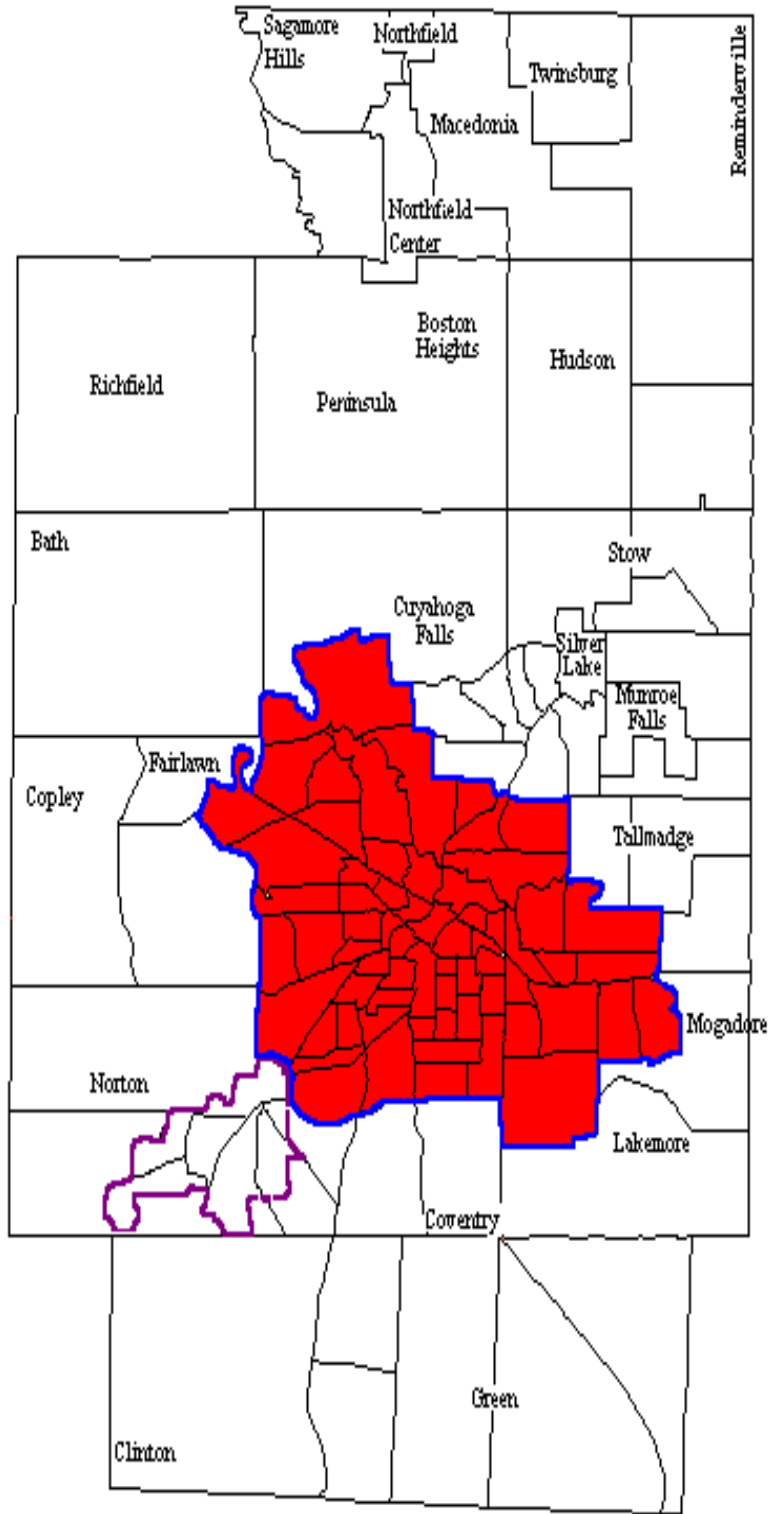 Sagamore
Hills
Northfield
Twinsburg
Reminderville
Macedonia
Northfield
Center
Boston
Heights
Hudson
Richfield
Peninsula
Bath
Stow
Cuyahoga
Falls
Silver
Lake
Munroe
Falls
Fairlawn
Copley
Tallmadge
Mogadore
Norton
Lakemore
Coventry
Green
Clinton